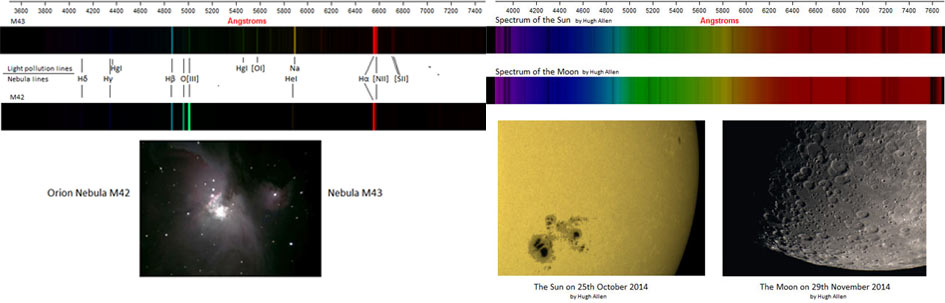 3600 3800 4000 4200 4400 4600 4800 5000 5200 5400 5600 5800 6000 6200 6400 6600 6800 7000 7200 7400
M43
Angstroms
Light pollution lines HgI HgI [OI] Na
Nebula lines Hδ Hγ Hβ O[III] HeI Hα [NII] [SII]
M42
Orion Nebula M42
Nebula M43
4000 4200 4400 4600 4800 5000 5200 5400 5600 5800 6000 6200 6400 6600 6800 7000 7200 7400 7600
Spectrum of the Sun by Hugh Allen
Angstroms
Spectrum of the Moon by Hugh Allen
The Sun on 25th October 2014
by Hugh Allen
The Moon on 29th November 2014
by Hugh Allen